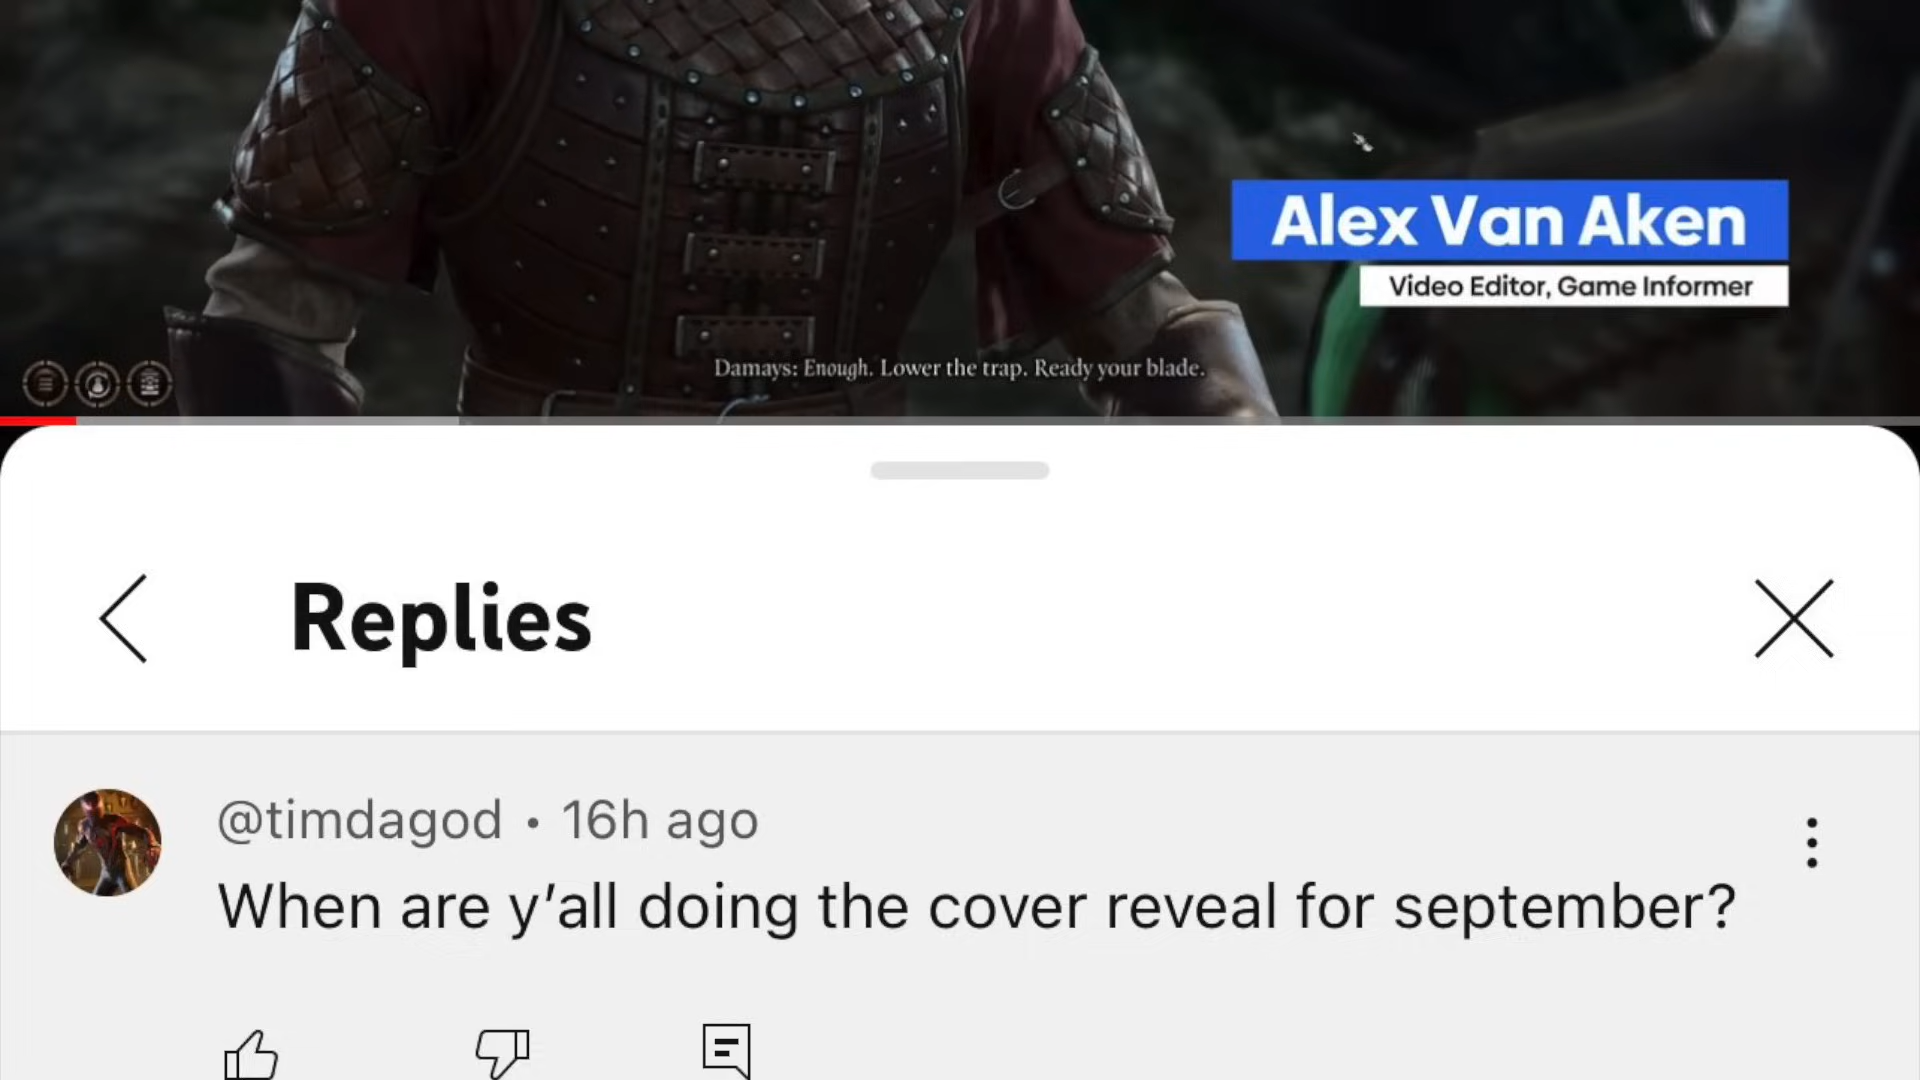 Alex Van Aken
Video Editor, Game Informer
Damays: Enough. Lower the trap. Ready your blade.
Replies
@timdagod • 16h ago
When are y'all doing the cover reveal for september?